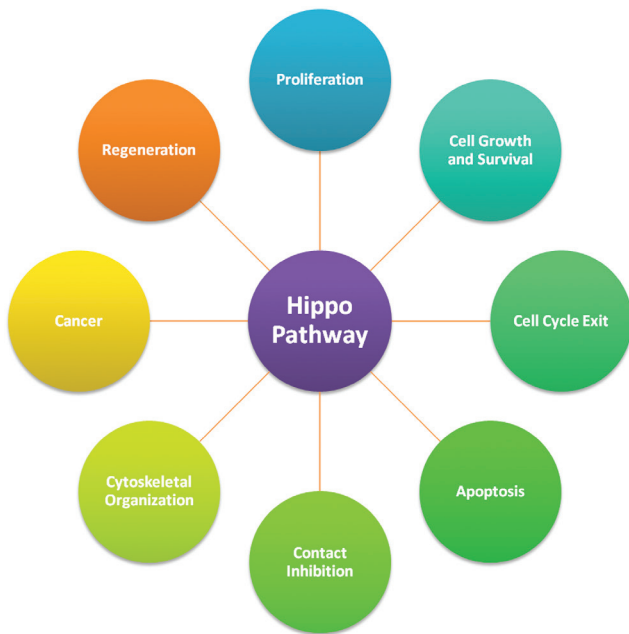 Proliferation
Cell Growth
and Survival
Cell Cycle Exit
Apoptosis
Contact
Inhibition
Cytoskeletal
Organization
Cancer
Regeneration
Hippo
Pathway